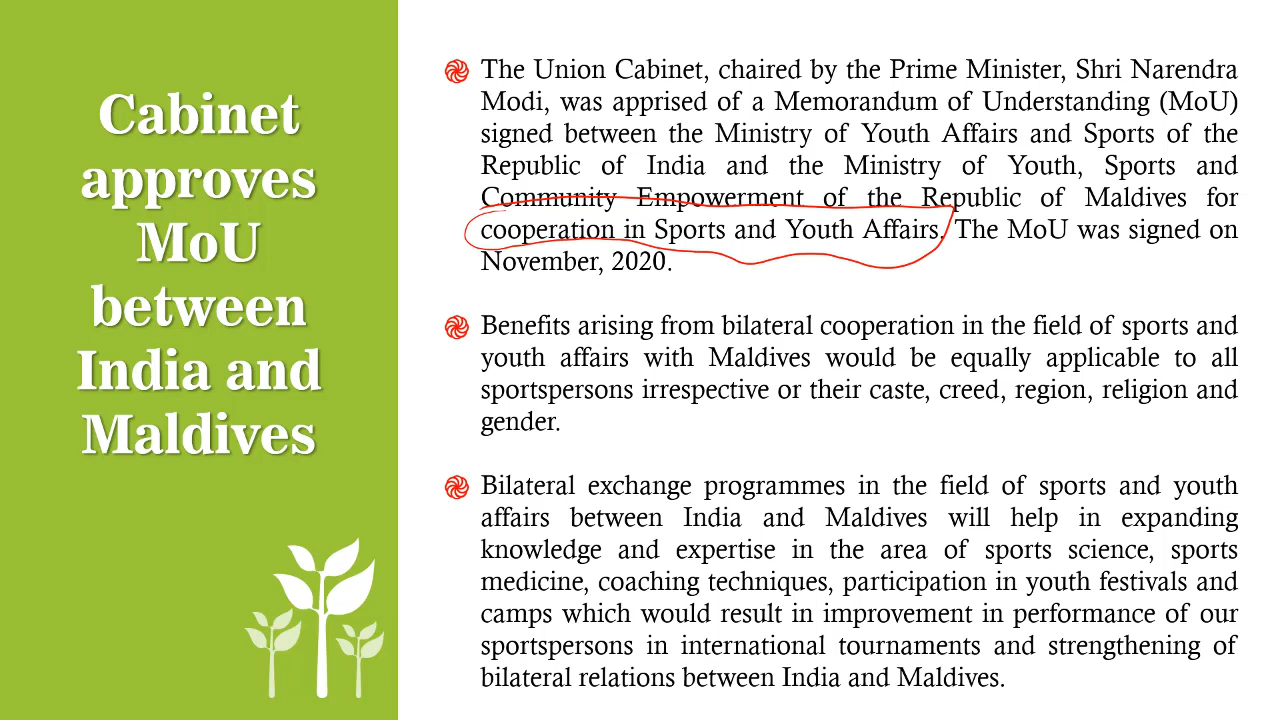 Cabinet
approves
MoU
between
India and
Maldives
The Union Cabinet, chaired by the Prime Minister, Shri Narendra
Modi, was apprised of a Memorandum of Understanding (MoU)
signed between the Ministry of Youth Affairs and Sports of the
Republic of India and the Ministry of Youth, Sports and
Community Empowerment of the Republic of Maldives for
cooperation in Sports and Youth Affairs. The MoU was signed on
November, 2020.
Benefits arising from bilateral cooperation in the field of sports and
youth affairs with Maldives would be equally applicable to all
sportspersons irrespective or their caste, creed, region, religion and
gender.
Bilateral exchange programmes in the field of sports and youth
affairs between India and Maldives will help in expanding
knowledge and expertise in the area of sports science, sports
medicine, coaching techniques, participation in youth festivals and
camps which would result in improvement in performance of our
sportspersons in international tournaments and strengthening of
bilateral relations between India and Maldives.